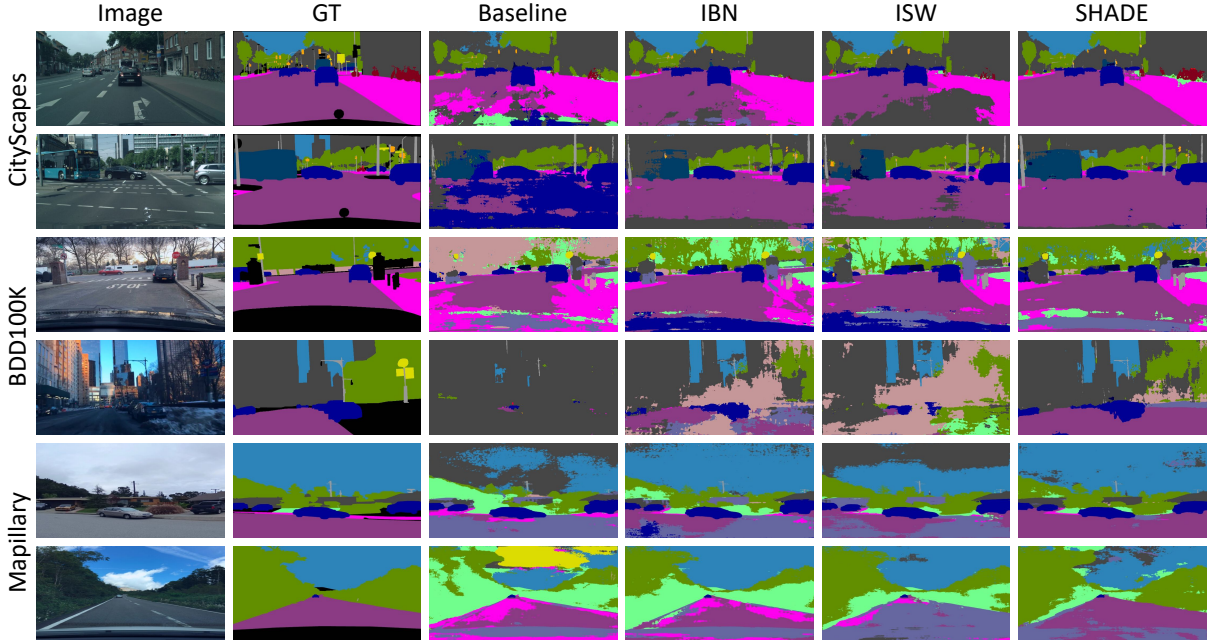 Image GT Baseline IBN ISW SHADE
CityScapes
BDD100K
STOP
Mapillary